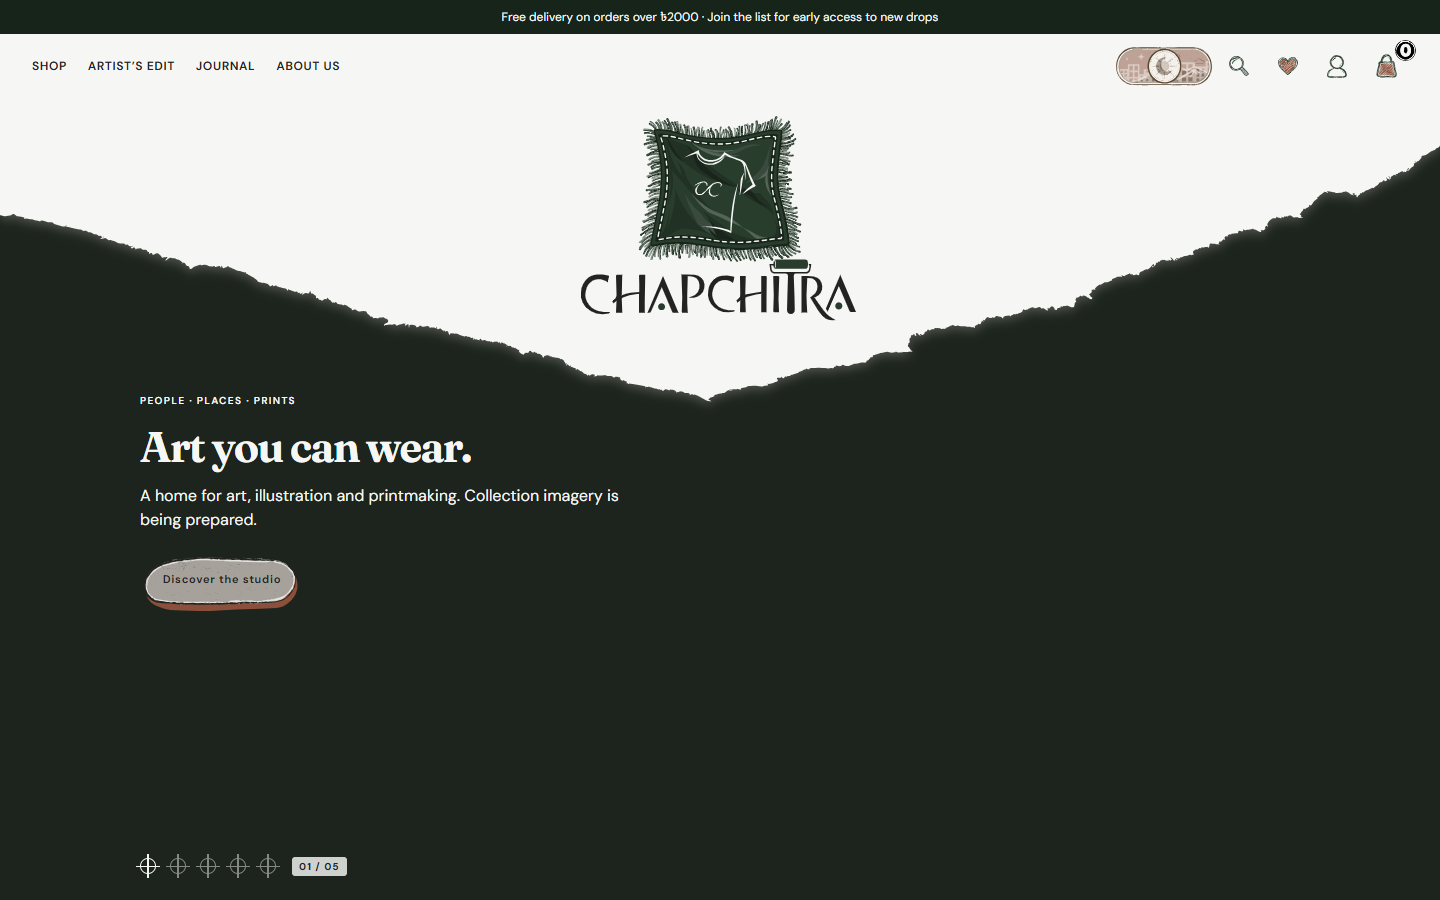 Free delivery on orders over ৳2000 · Join the list for early access to new drops
SHOP ARTIST’S EDIT JOURNAL ABOUT US
0
CC
CHAPCHITRA
PEOPLE · PLACES · PRINTS
Art you can wear.
A home for art, illustration and printmaking. Collection imagery is
being prepared.
Discover the studio
01 / 05